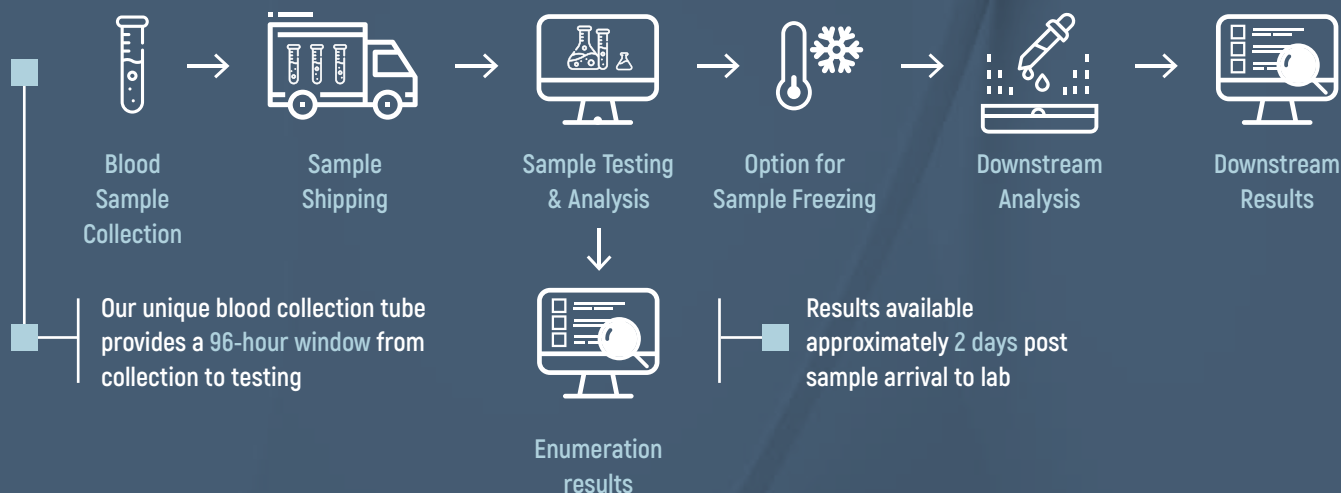 Blood
Sample
Collection
Sample
Shipping
Sample Testing
& Analysis
Option for
Sample Freezing
Downstream
Analysis
Downstream
Results
Our unique blood collection tube
provides a 96-hour window from
collection to testing
Results available
approximately 2 days post
sample arrival to lab
Enumeration
results